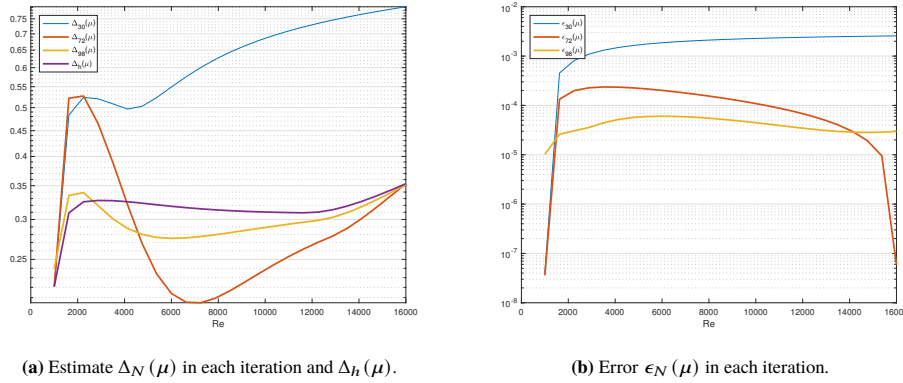 0.75
0.7
0.65
0.6
0.55
0.5
0.45
0.4
0.35
0.3
0.25
Δ₃₀(μ)
Δ₇₂(μ)
Δ₉₈(μ)
Δₕ(μ)
0 2000 4000 6000 8000 10000 12000 14000 16000
Re
10⁻²
10⁻³
10⁻⁴
10⁻⁵
10⁻⁶
10⁻⁷
10⁻⁸
ε₃₀(μ)
ε₇₂(μ)
ε₉₈(μ)
0 2000 4000 6000 8000 10000 12000 14000 16000
Re
(a) Estimate Δ_N(μ) in each iteration and Δₕ(μ).
(b) Error ϵ_N(μ) in each iteration.